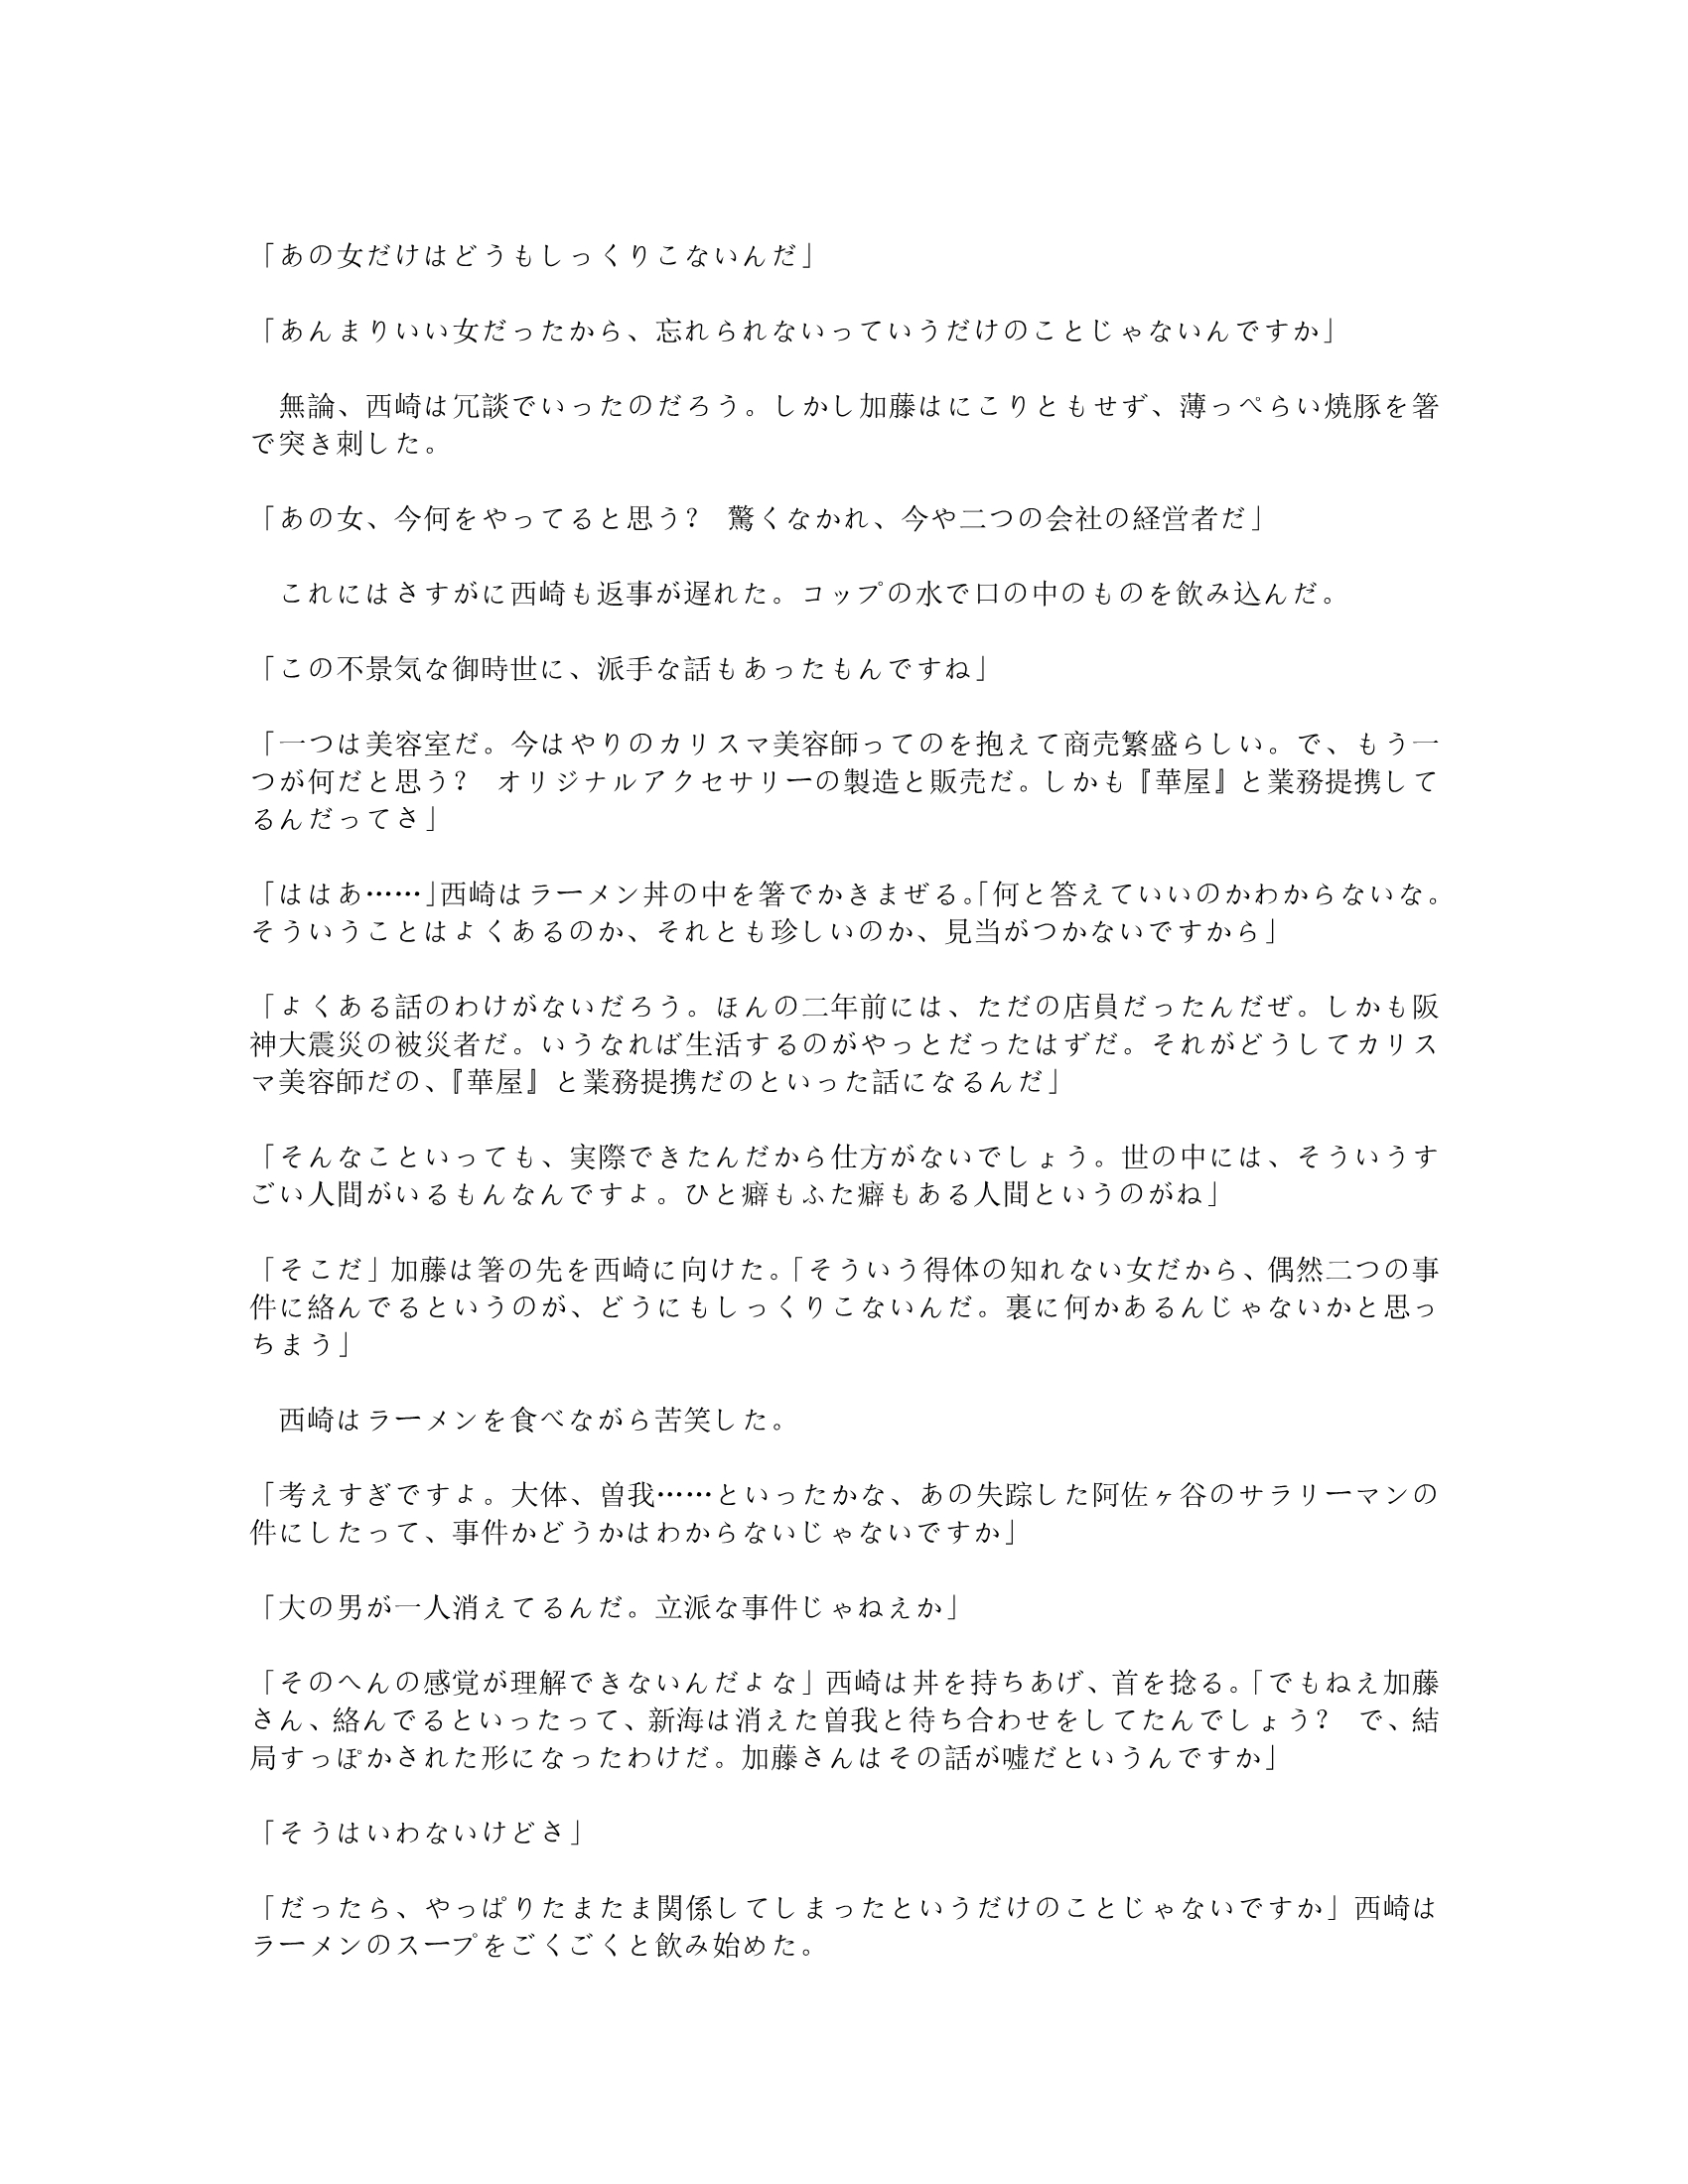 「あの女だけはどうもしっくりこないんだ」
「あんまりいい女だったから、忘れられないっていうだけのことじゃないんですか」
　無論、西崎は冗談でいったのだろう。しかし加藤はにこりともせず、薄っぺらい焼豚を箸
で突き刺した。
「あの女、今何をやってると思う？　驚くなかれ、今や二つの会社の経営者だ」
　これにはさすがに西崎も返事が遅れた。コップの水で口の中のものを飲み込んだ。
「この不景気な御時世に、派手な話もあったもんですね」
「一つは美容室だ。今はやりのカリスマ美容師ってのを抱えて商売繁盛らしい。で、もう一
つが何だと思う？　オリジナルアクセサリーの製造と販売だ。しかも『華屋』と業務提携して
るんだってさ」
「ははあ……」西崎はラーメン丼の中を箸でかきまぜる。「何と答えていいのかわからないな。
そういうことはよくあるのか、それとも珍しいのか、見当がつかないですから」
「よくある話のわけがないだろう。ほんの二年前には、ただの店員だったんだぜ。しかも阪
神大震災の被災者だ。いうなれば生活するのがやっとだったはずだ。それがどうしてカリス
マ美容師だの、『華屋』と業務提携だのといった話になるんだ」
「そんなこといっても、実際できたんだから仕方がないでしょう。世の中には、そういうす
ごい人間がいるもんなんですよ。ひと癖もふた癖もある人間というのがね」
「そこだ」加藤は箸の先を西崎に向けた。「そういう得体の知れない女だから、偶然二つの事
件に絡んでるというのが、どうにもしっくりこないんだ。裏に何かあるんじゃないかと思っ
ちまう」
　西崎はラーメンを食べながら苦笑した。
「考えすぎですよ。大体、曽我……といったかな、あの失踪した阿佐ヶ谷のサラリーマンの
件にしたって、事件かどうかはわからないじゃないですか」
「大の男が一人消えてるんだ。立派な事件じゃねえか」
「そのへんの感覚が理解できないんだよな」西崎は丼を持ちあげ、首を捻る。「でもねえ加藤
さん、絡んでるといったって、新海は消えた曽我と待ち合わせをしてたんでしょう？　で、結
局すっぽかされた形になったわけだ。加藤さんはその話が嘘だというんですか」
「そうはいわないけどさ」
「だったら、やっぱりたまたま関係してしまったというだけのことじゃないですか」西崎は
ラーメンのスープをごくごくと飲み始めた。